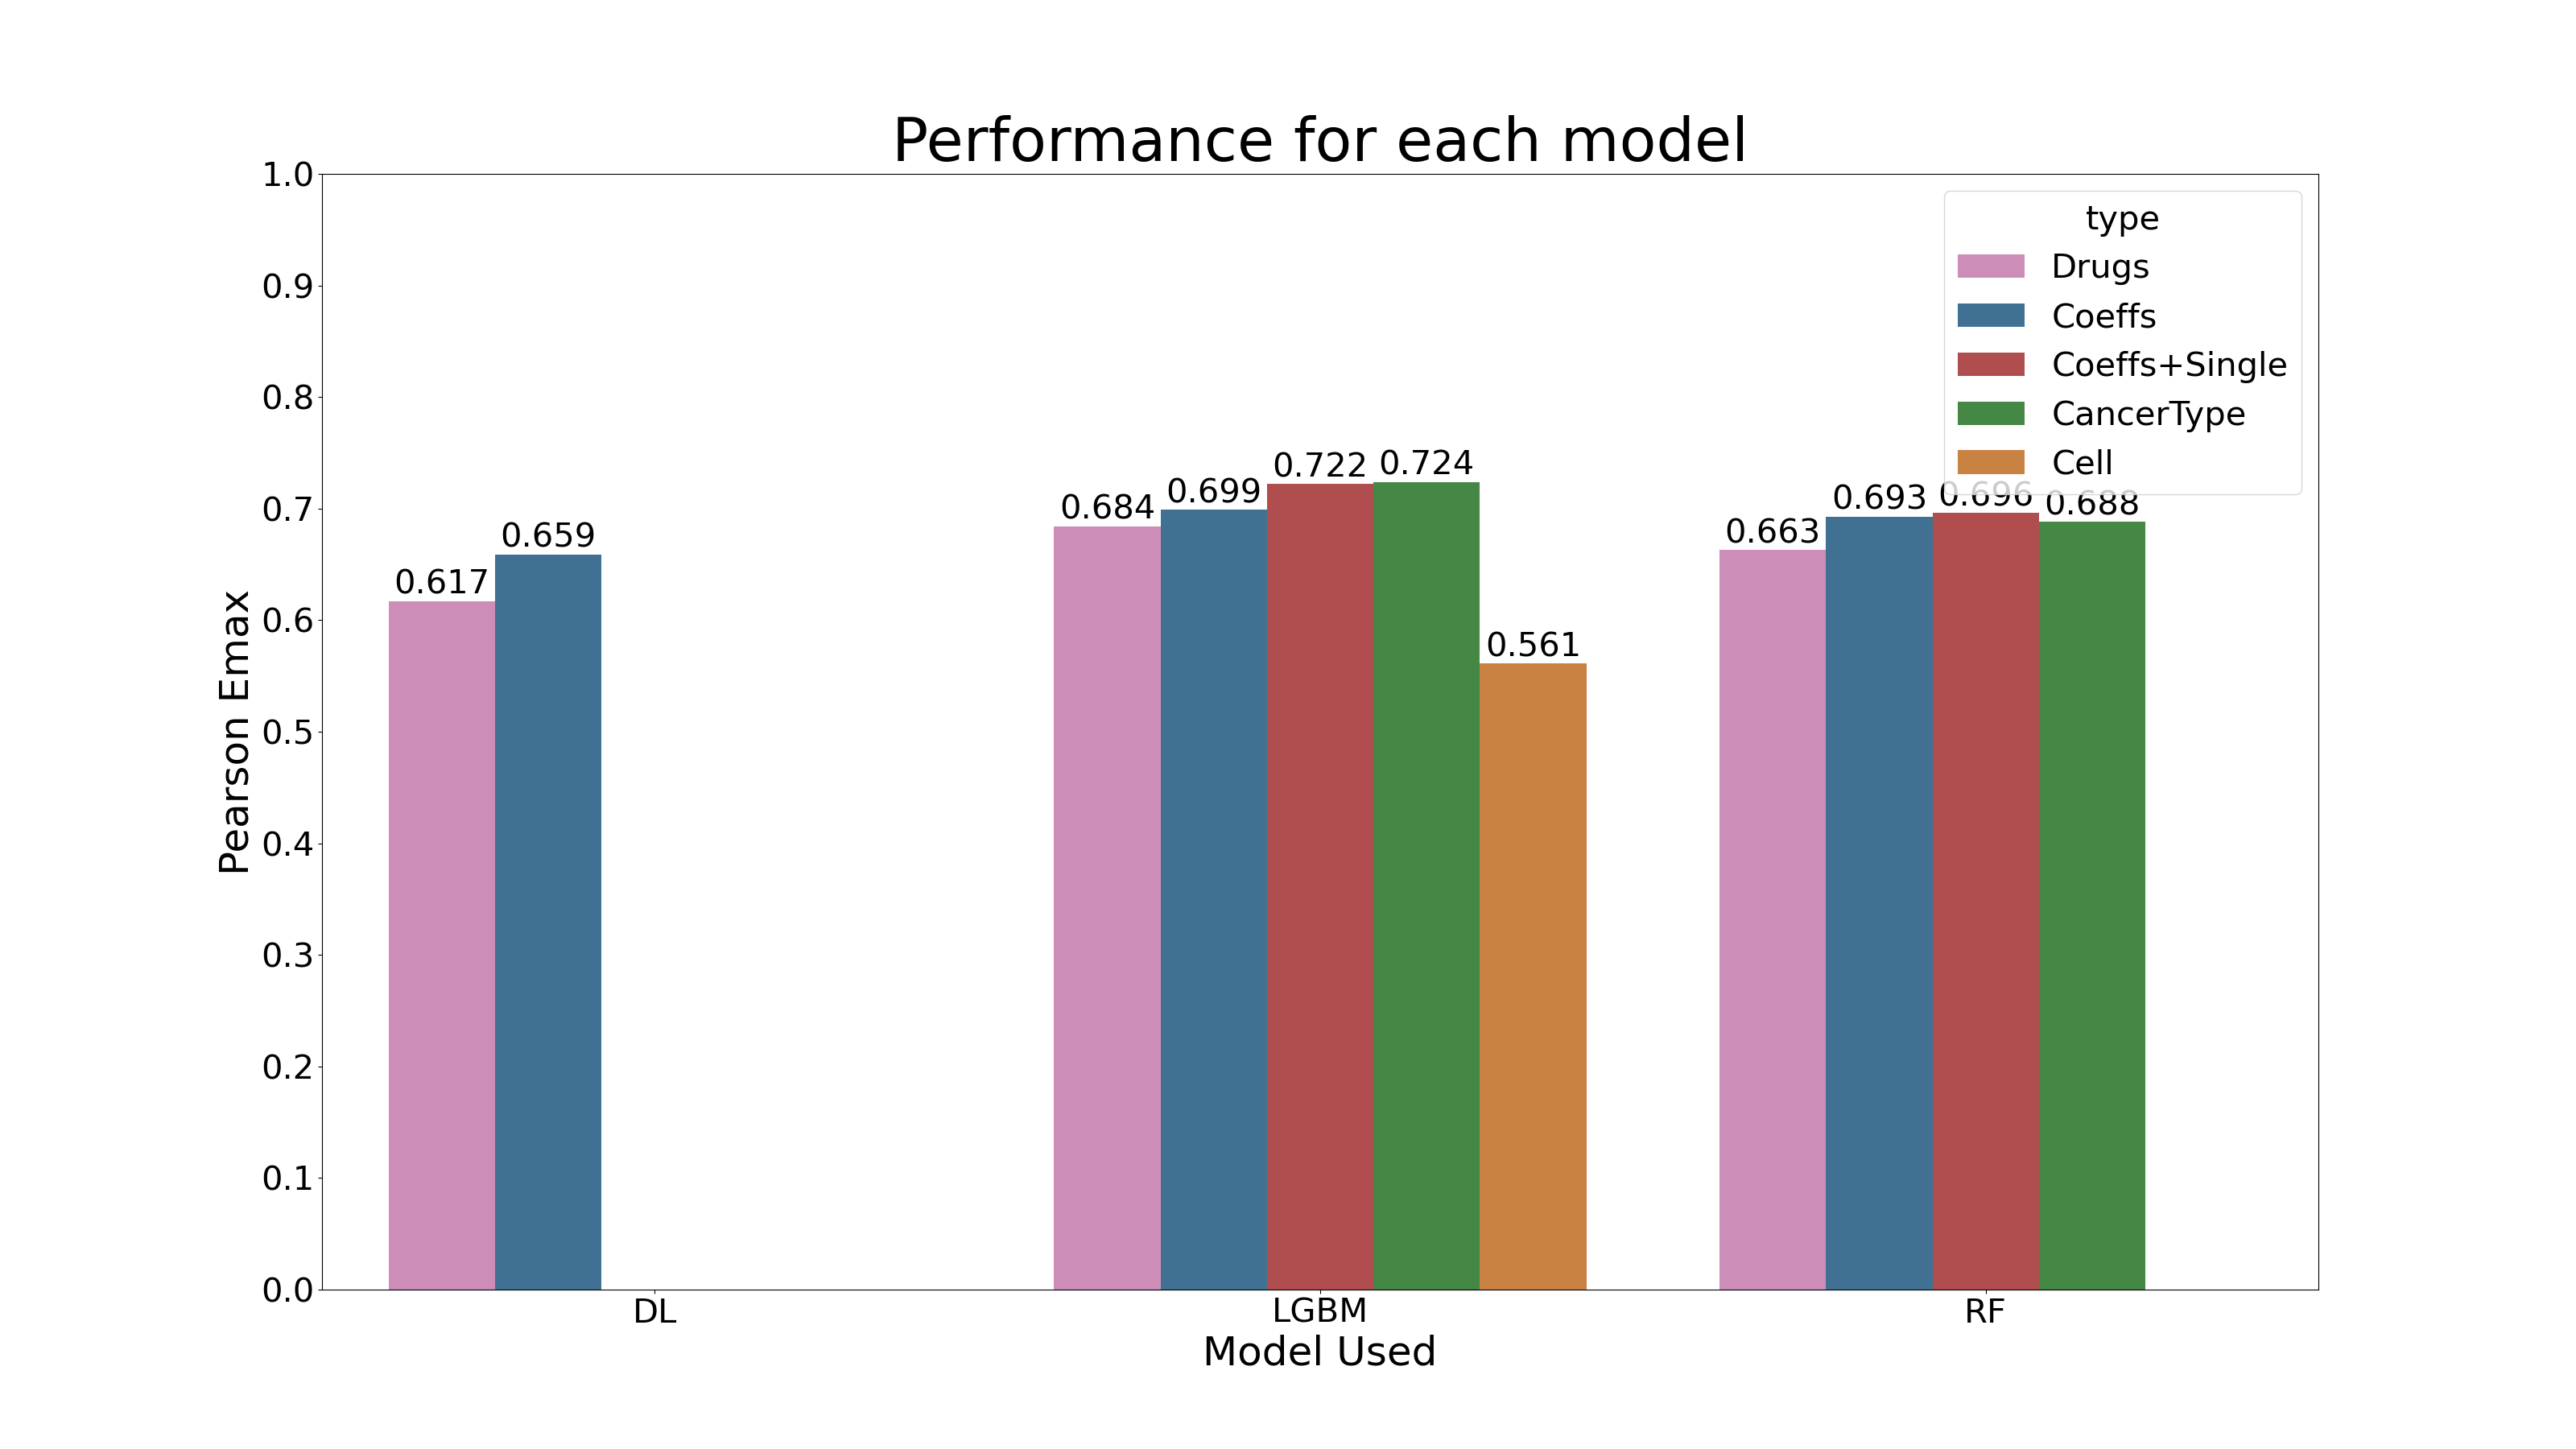 Performance for each model
1.0
0.9
0.8
0.7
0.6
0.5
0.4
0.3
0.2
0.1
0.0
Pearson Emax
type
Drugs
Coeffs
Coeffs+Single
CancerType
Cell
0.617
0.659
0.684
0.699
0.722
0.724
0.561
0.663
0.693
0.696
0.688
DL
LGBM
RF
Model Used